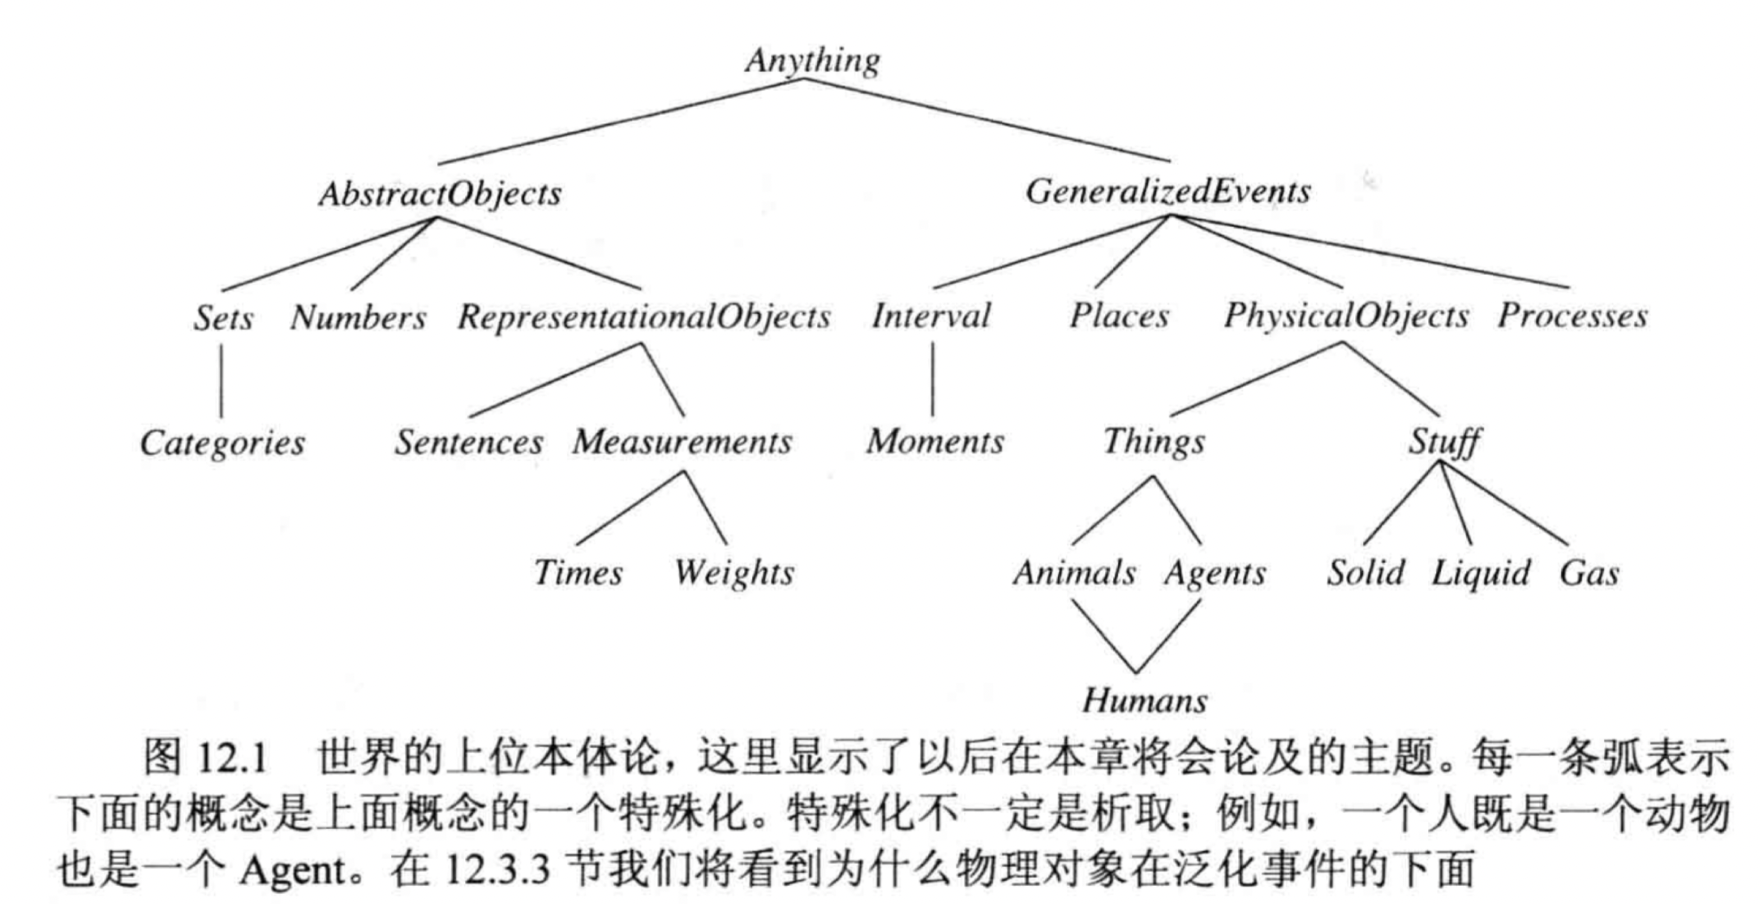 Anything
AbstractObjects GeneralizedEvents
Sets Numbers RepresentationalObjects Interval Places PhysicalObjects Processes
Categories Sentences Measurements Moments Things Stuff
Times Weights Animals Agents Solid Liquid Gas
Humans
图 12.1 世界的上位本体论，这里显示了以后在本章将会论及的主题。每一条弧表示
下面的概念是上面概念的一个特殊化。特殊化不一定是析取；例如，一个人既是一个动物
也是一个 Agent。在 12.3.3 节我们将看到为什么物理对象在泛化事件的下面